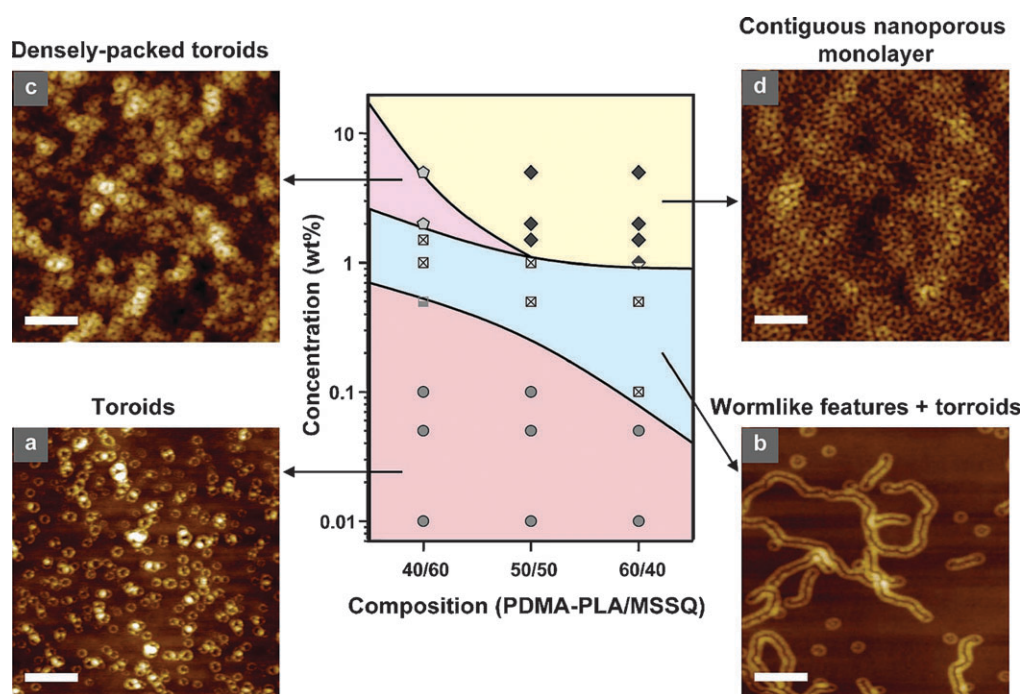 Densely-packed toroids
c
Contiguous nanoporous
monolayer
d
Concentration (wt%)
10
1
0.1
0.01
40/60
50/50
60/40
Composition (PDMA-PLA/MSSQ)
Toroids
a
Wormlike features + torroids
b